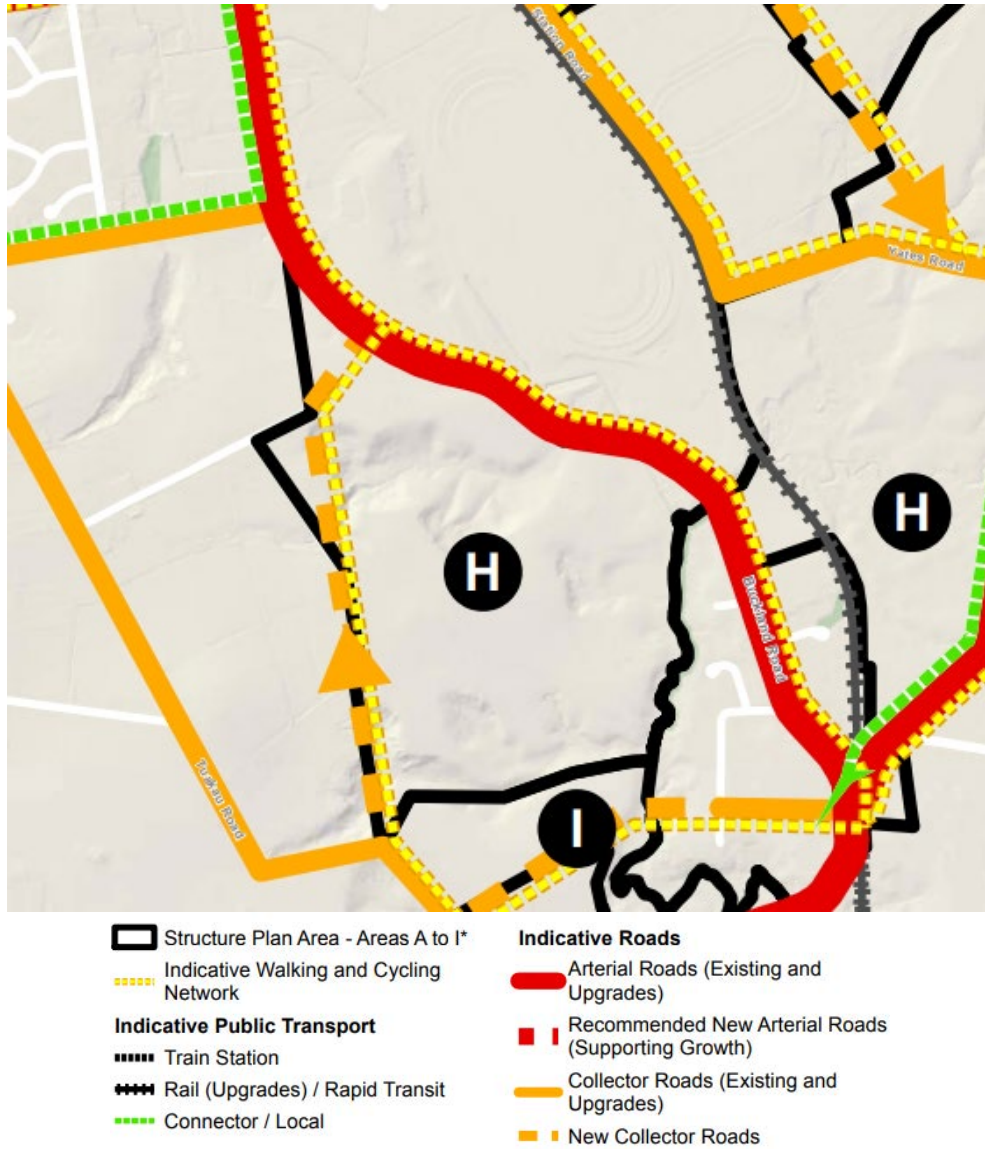 Station Road
Yates Road
H
H
Buckland Road
Tuakau Road
I
Structure Plan Area - Areas A to I*
Indicative Walking and Cycling
Network
Indicative Public Transport
Train Station
Rail (Upgrades) / Rapid Transit
Connector / Local
Indicative Roads
Arterial Roads (Existing and
Upgrades)
Recommended New Arterial Roads
(Supporting Growth)
Collector Roads (Existing and
Upgrades)
New Collector Roads